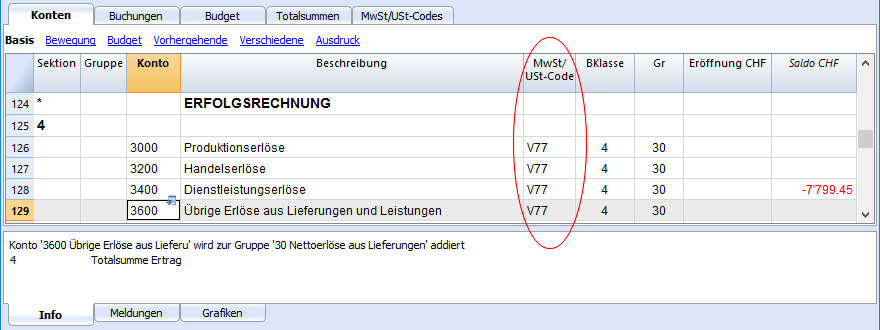 Konten Buchungen Budget Totalsummen MwSt/USt-Codes
Basis Bewegung Budget Vorhergehende Verschiedene Ausdruck
Sektion Gruppe Konto Beschreibung MwSt/ USt-Code BKlasse Gr Eröffnung CHF Saldo CHF
124 * ERFOLGSRECHNUNG
125 4
126 3000 Produktionserlöse V77 4 30
127 3200 Handelserlöse V77 4 30
128 3400 Dienstleistungserlöse V77 4 30 -7'799.45
129 3600 Übrige Erlöse aus Lieferungen und Leistungen V77 4 30
Konto '3600 Übrige Erlöse aus Lieferu' wird zur Gruppe '30 Nettoerlöse aus Lieferungen' addiert
4 Totalsumme Ertrag
Info Meldungen Grafiken